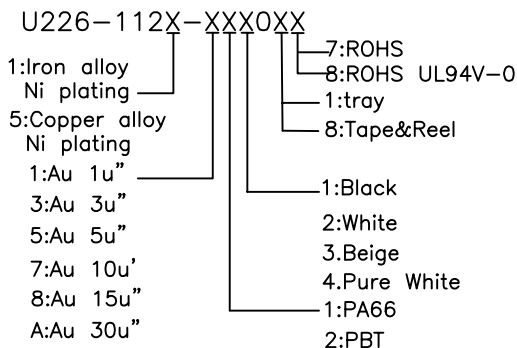 U226-112X-XXX0XX
7:ROHS
8:ROHS UL94V-0
1:tray
8:Tape&Reel
1:Iron alloy
Ni plating
5:Copper alloy
Ni plating
1:Au 1u"
3:Au 3u"
5:Au 5u"
7:Au 10u'
8:Au 15u"
A:Au 30u"
1:Black
2:White
3.Beige
4.Pure White
1:PA66
2:PBT